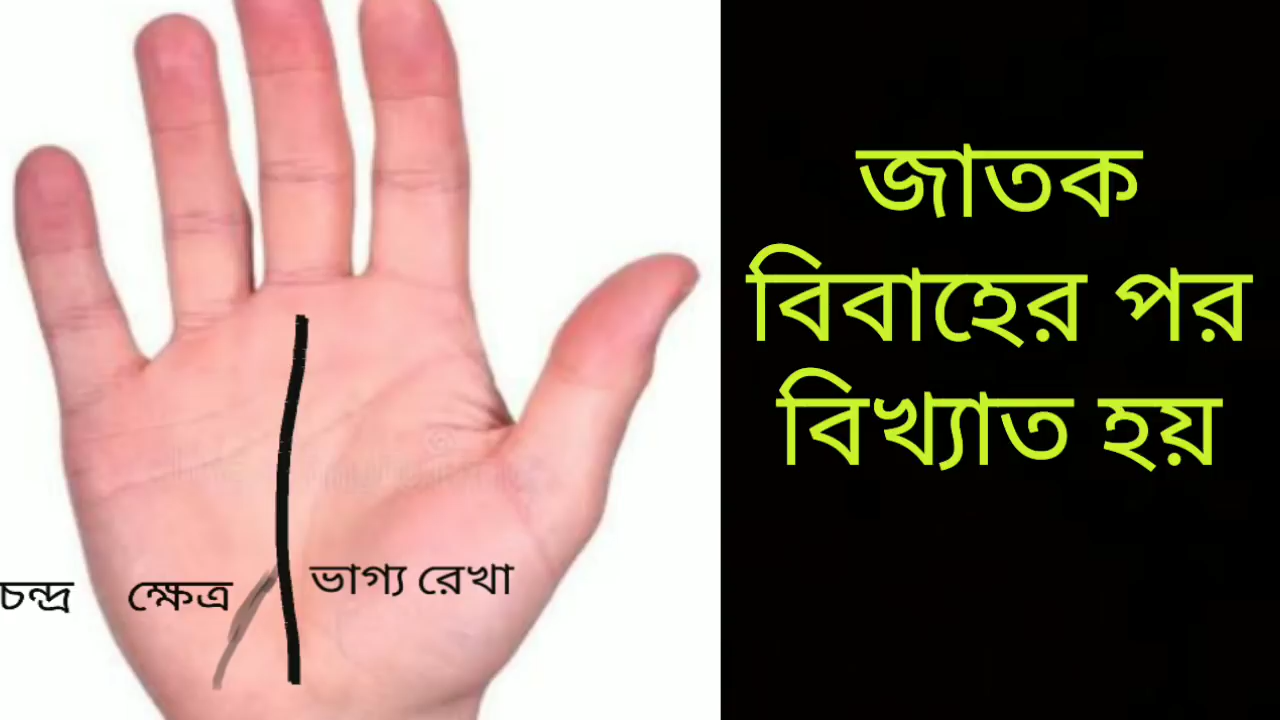 জাতক
বিবাহের পর
বিখ্যাত হয়
চন্দ্র ক্ষেত্র
ভাগ্য রেখা